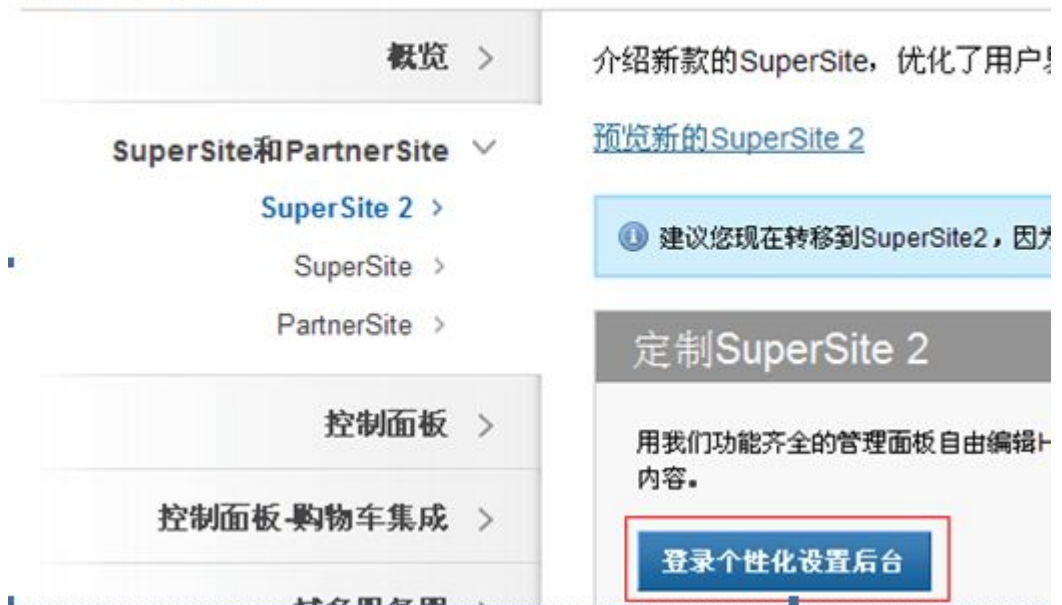 概览
SuperSite和PartnerSite
SuperSite 2
SuperSite
PartnerSite
控制面板
控制面板-购物车集成
介绍新款的SuperSite，优化了用户
预览新的SuperSite 2
建议您现在转移到SuperSite2，因为
定制SuperSite 2
用我们功能齐全的管理面板自由编辑H
内容。
登录个性化设置后台